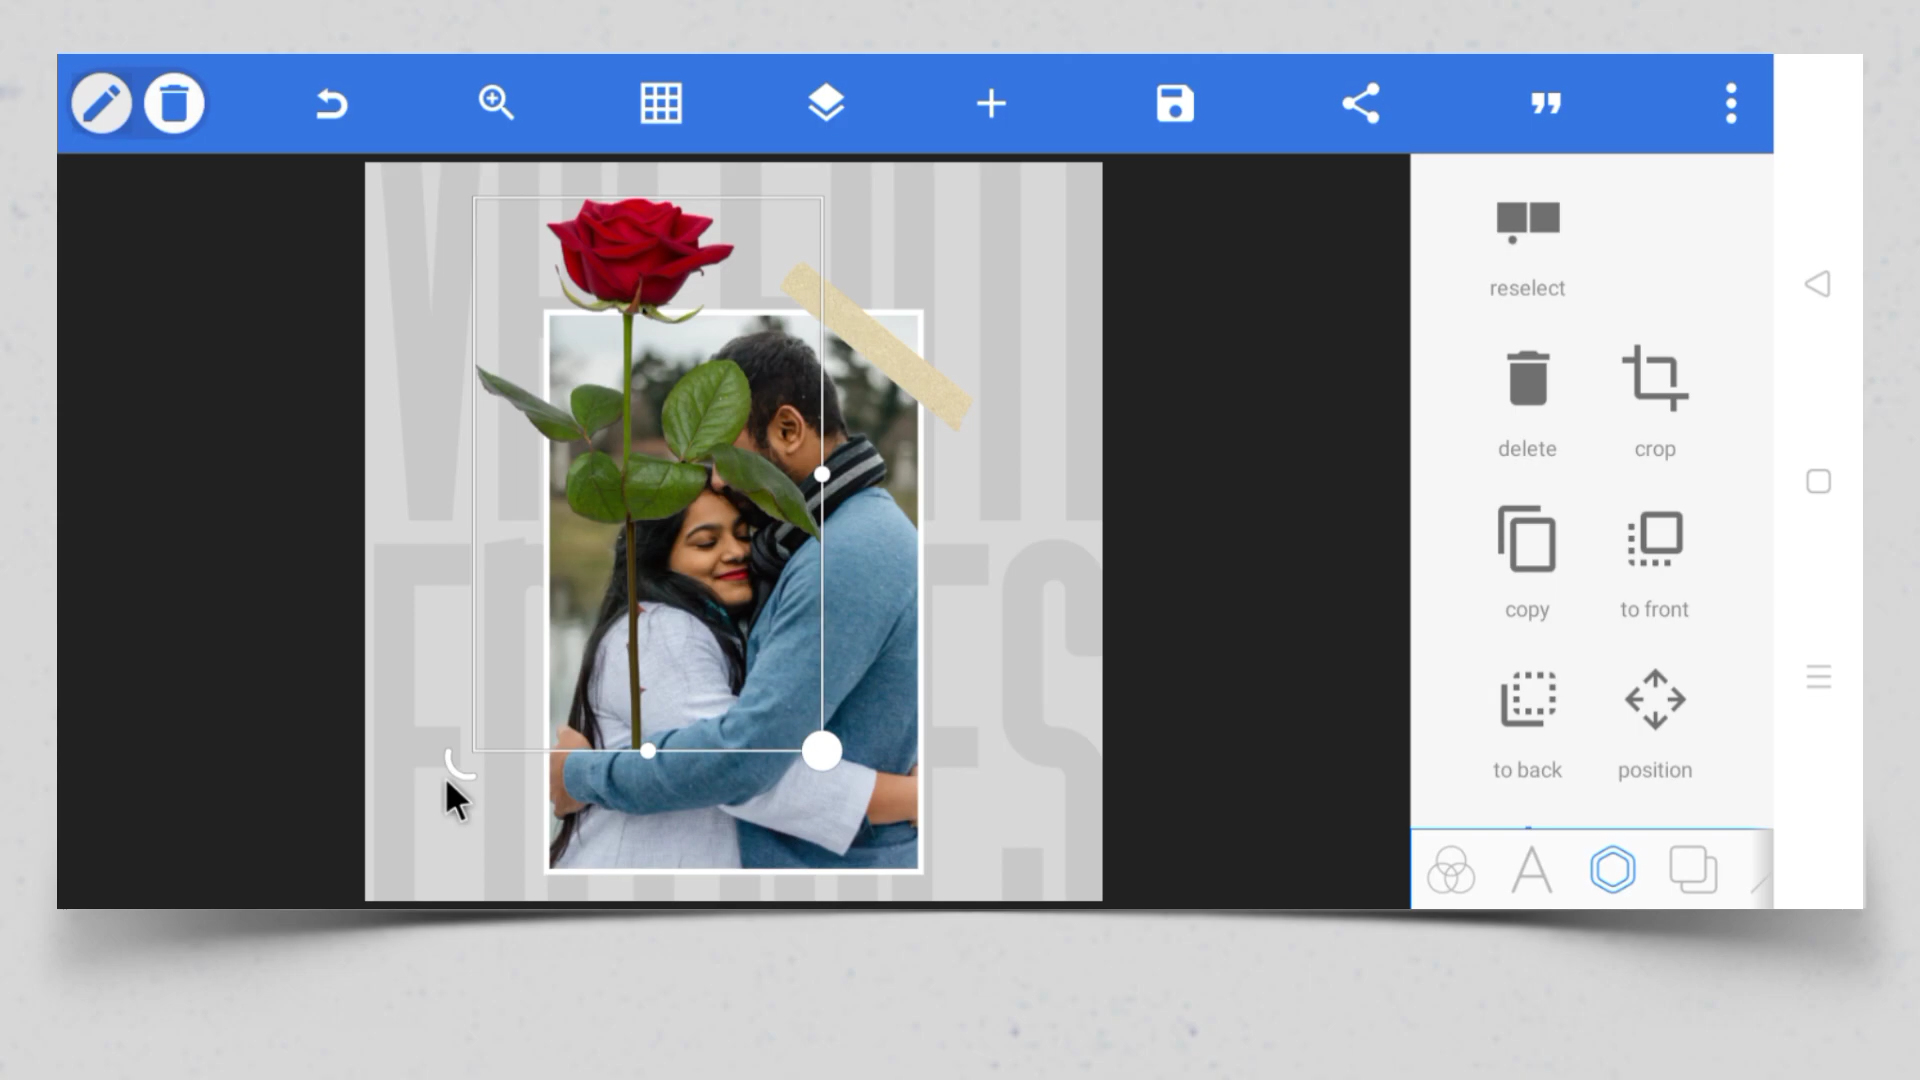 reselect
delete
crop
copy
to front
to back
position